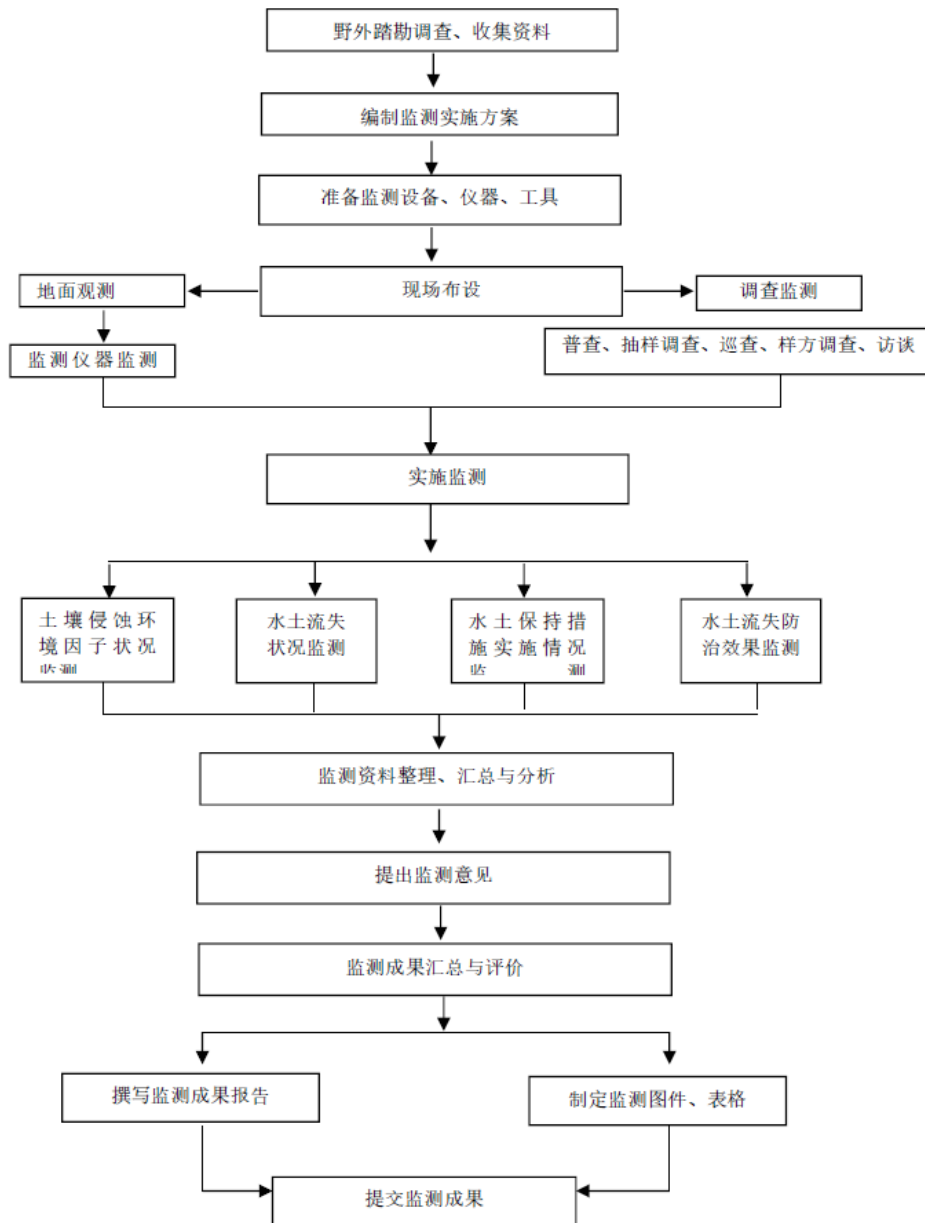 野外踏勘调查、收集资料
编制监测实施方案
准备监测设备、仪器、工具
地面观测
现场布设
调查监测
监测仪器监测
普查、抽样调查、巡查、样方调查、访谈
实施监测
土壤侵蚀环
境因子状况
监测
水土流失
状况监测
水土保持措
施实施情况
监测
水土流失防
治效果监测
监测资料整理、汇总与分析
提出监测意见
监测成果汇总与评价
撰写监测成果报告
制定监测图件、表格
提文监测成果